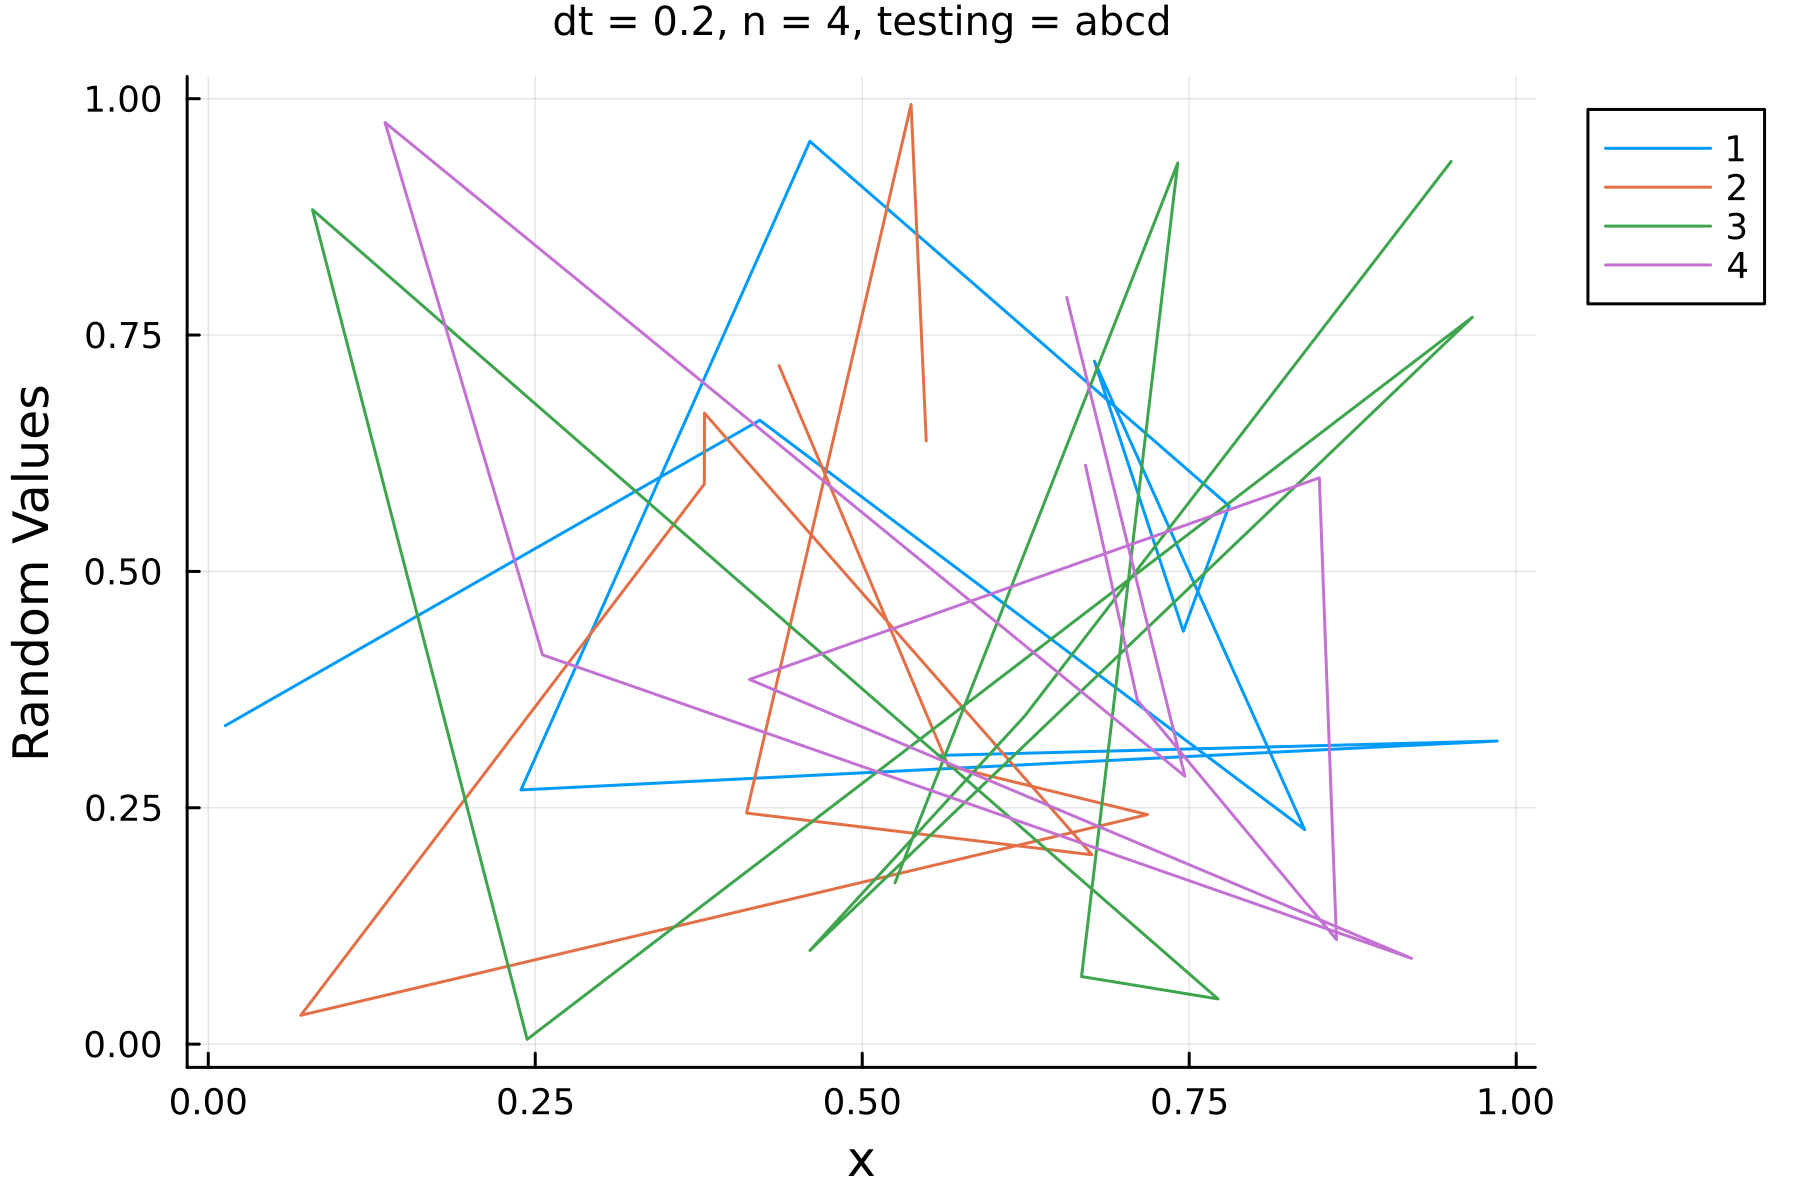 dt = 0.2, n = 4, testing = abcd
1.00
0.75
0.50
0.25
0.00
Random Values
0.00 0.25 0.50 0.75 1.00
x
1
2
3
4